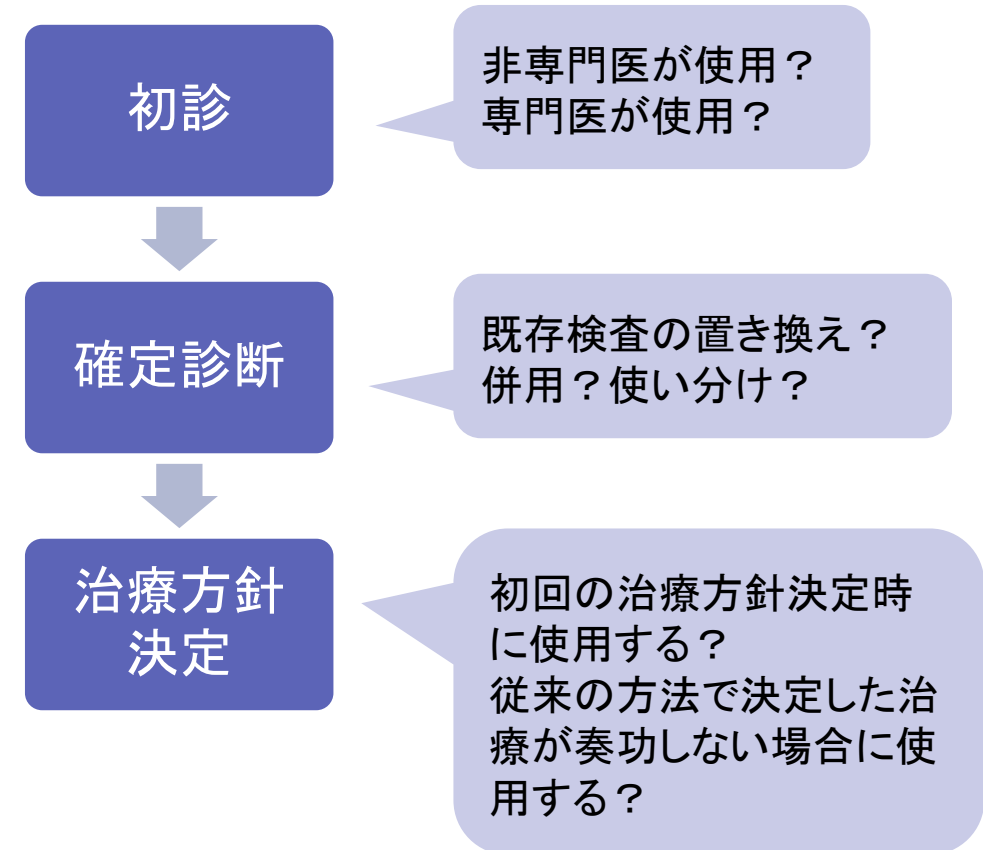 初診
非専門医が使用？
専門医が使用？
確定診断
既存検査の置き換え？
併用？使い分け？
治療方針
決定
初回の治療方針決定時
に使用する？
従来の方法で決定した治
療が奏功しない場合に使
用する？